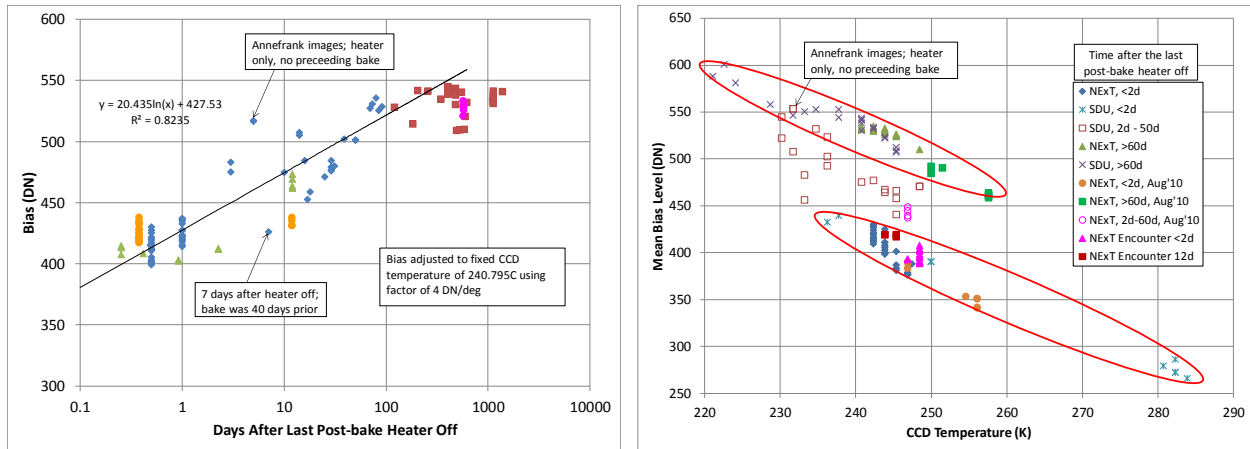 600
550
500
450
400
350
300
0.1
1
10
100
1000
10000
Bias (DN)
Days After Last Post-bake Heater Off
Annefrank images; heater
only, no preceeding bake
y = 20.435ln(x) + 427.53
R² = 0.8235
7 days after heater off;
bake was 40 days prior
Bias adjusted to fixed CCD
temperature of 240.795C using
factor of 4 DN/deg
650
600
550
500
450
400
350
300
250
220
230
240
250
260
270
280
290
Mean Bias Level (DN)
CCD Temperature (K)
Annefrank images; heater
only, no preceeding bake
Time after the last
post-bake heater off
NExT, <2d
SDU, <2d
SDU, 2d - 50d
NExT, >60d
SDU, >60d
NExT, <2d, Aug'10
NExT, >60d, Aug'10
NExT, 2d-60d, Aug'10
NExT Encounter <2d
NExT Encounter 12d